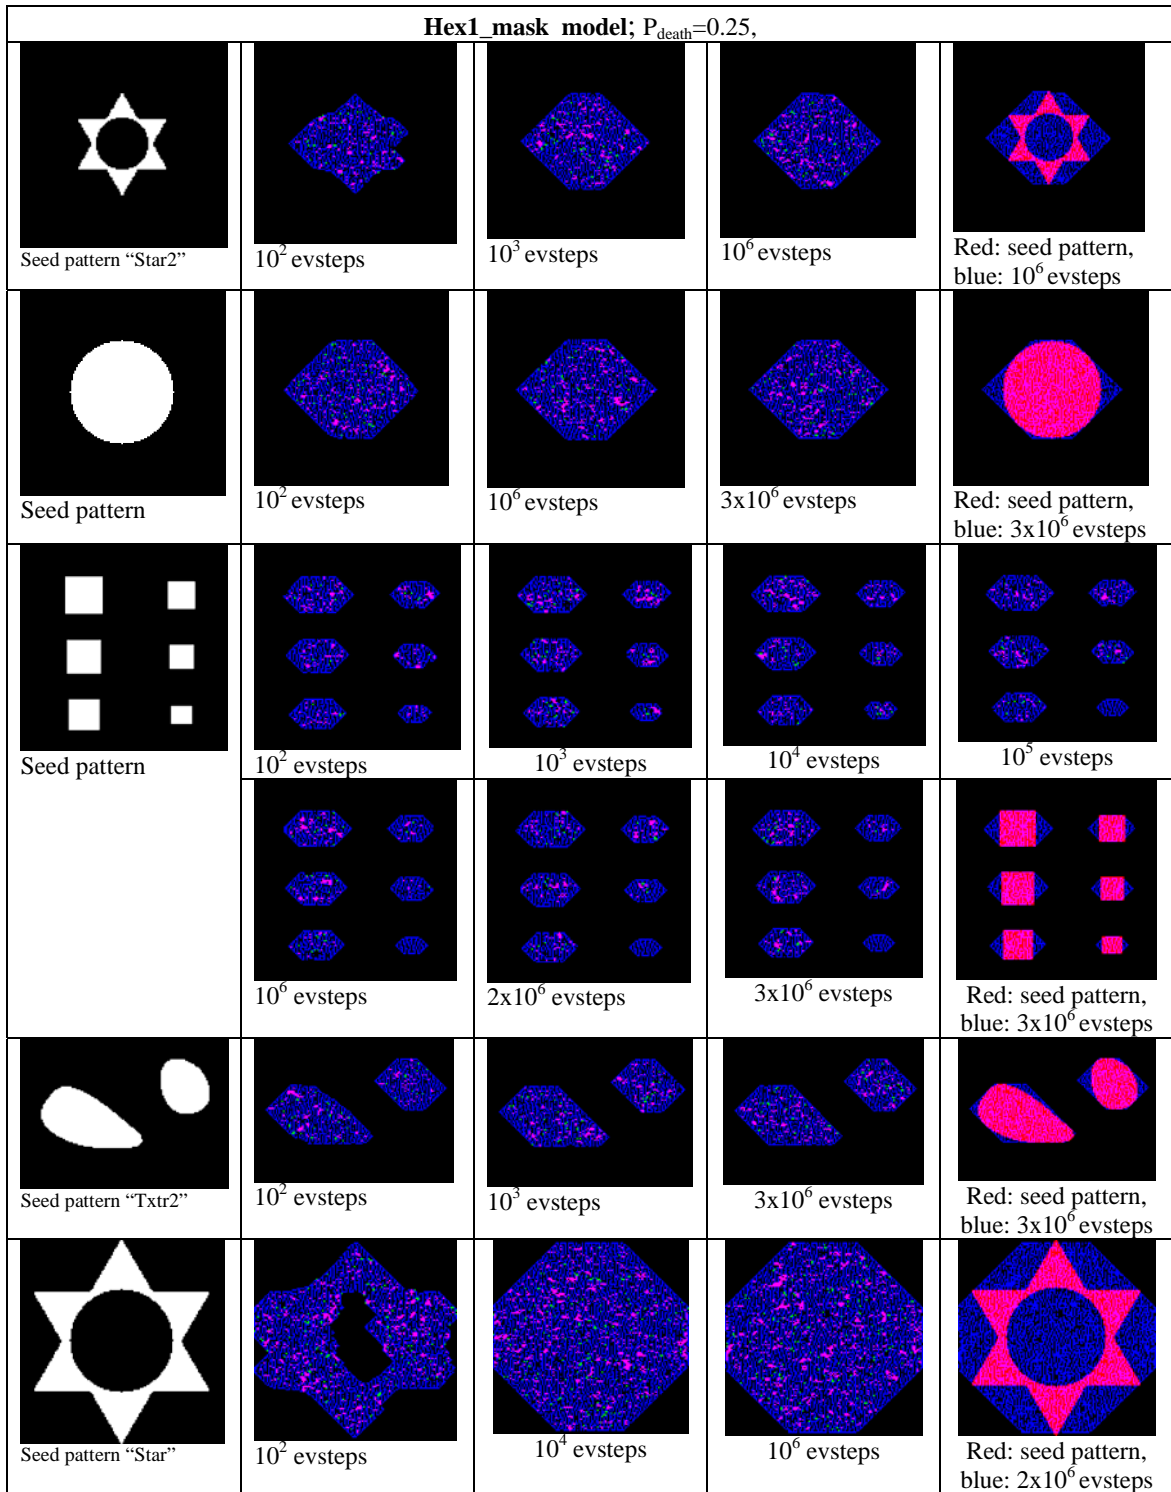 Hex1_mask model; P_death=0.25,
Seed pattern “Star2”
10² evsteps
10³ evsteps
10⁶ evsteps
Red: seed pattern,
blue: 10⁶ evsteps
Seed pattern
10² evsteps
10⁶ evsteps
3x10⁶ evsteps
Red: seed pattern,
blue: 3x10⁶ evsteps
Seed pattern
10² evsteps
10³ evsteps
10⁴ evsteps
10⁵ evsteps
10⁶ evsteps
2x10⁶ evsteps
3x10⁶ evsteps
Red: seed pattern,
blue: 3x10⁶ evsteps
Seed pattern “Txtr2”
10² evsteps
10³ evsteps
3x10⁶ evsteps
Red: seed pattern,
blue: 3x10⁶ evsteps
Seed pattern “Star”
10² evsteps
10⁴ evsteps
10⁶ evsteps
Red: seed pattern,
blue: 2x10⁶ evsteps